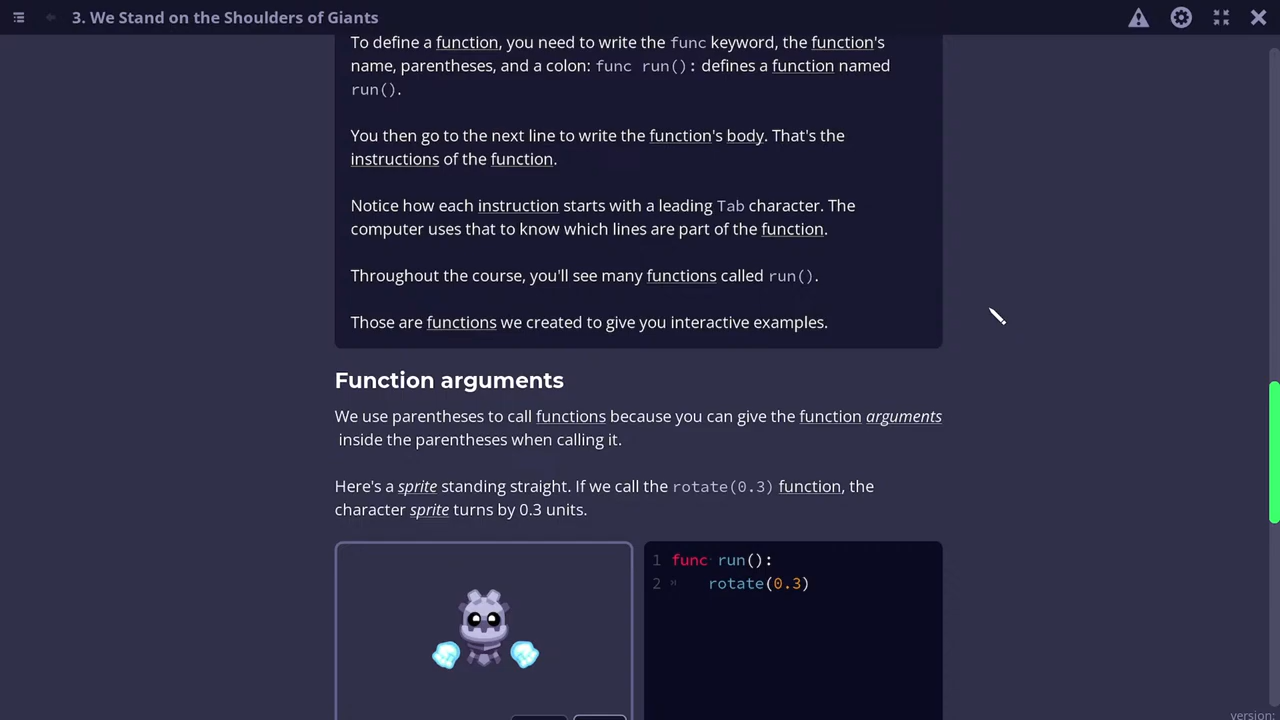 3. We Stand on the Shoulders of Giants
To define a function, you need to write the func keyword, the function's
name, parentheses, and a colon: func run(): defines a function named
run().
You then go to the next line to write the function's body. That's the
instructions of the function.
Notice how each instruction starts with a leading Tab character. The
computer uses that to know which lines are part of the function.
Throughout the course, you'll see many functions called run().
Those are functions we created to give you interactive examples.
Function arguments
We use parentheses to call functions because you can give the function arguments
inside the parentheses when calling it.
Here's a sprite standing straight. If we call the rotate(0.3) function, the
character sprite turns by 0.3 units.
1 func run():
2 rotate(0.3)
version: